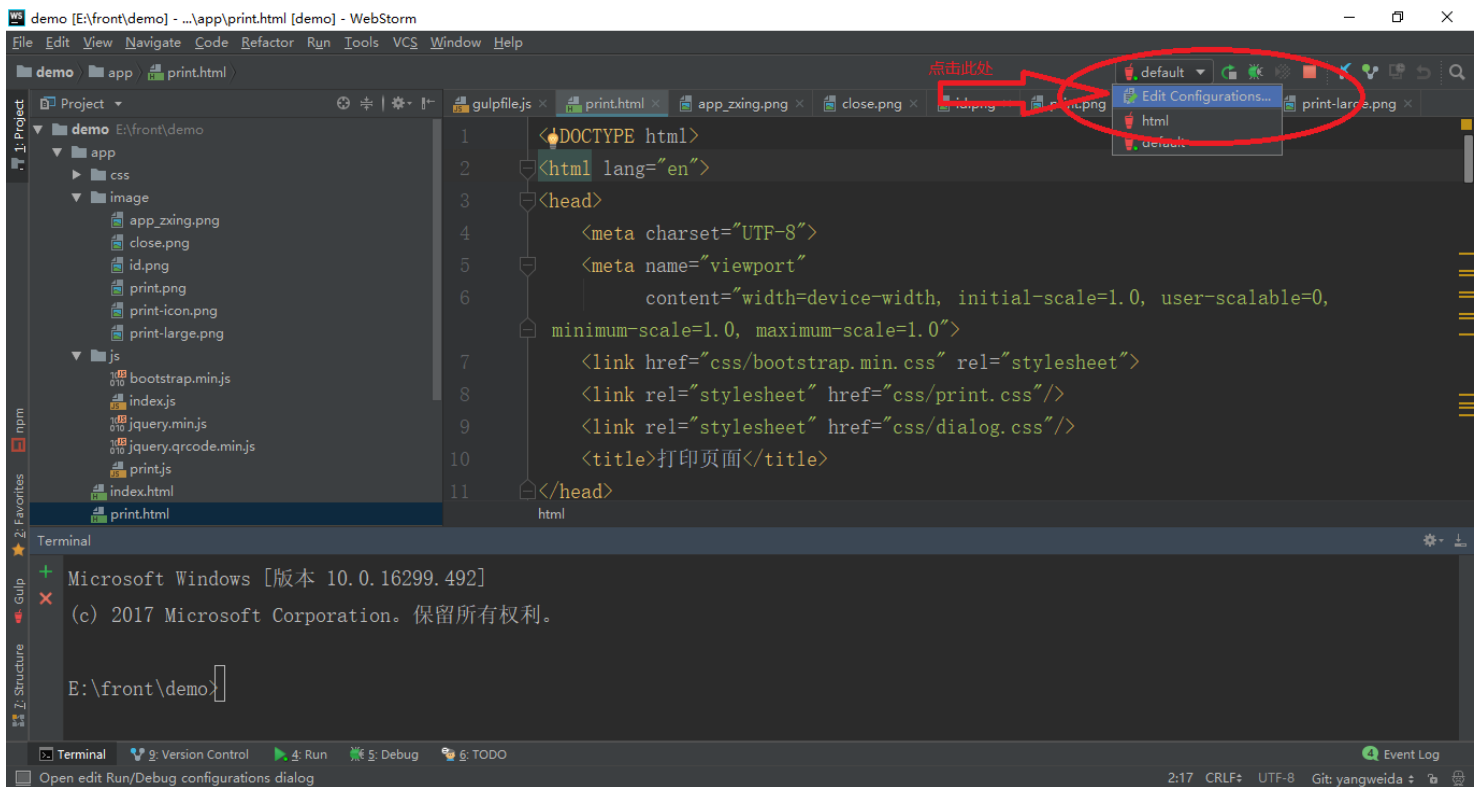 WS demo [E:\front\demo] - ...\app\print.html [demo] - WebStorm
File Edit View Navigate Code Refactor Run Tools VCS Window Help
demo app print.html 点击此处 default
1: Project Project gulpfile.js print.html app_zxing.png close.png id.png print.png Edit Configurations... print-large.png
demo E:\front\demo 1 <!DOCTYPE html> html
app default
css 2 <html lang="en">
image 3 <head>
app_zxing.png 4 <meta charset="UTF-8">
close.png
id.png 5 <meta name="viewport"
print.png
print-icon.png 6 content="width=device-width, initial-scale=1.0, user-scalable=0,
print-large.png minimum-scale=1.0, maximum-scale=1.0">
js 7 <link href="css/bootstrap.min.css" rel="stylesheet">
bootstrap.min.js
index.js 8 <link rel="stylesheet" href="css/print.css"/>
npm jquery.min.js 9 <link rel="stylesheet" href="css/dialog.css"/>
jquery.qrcode.min.js
print.js 10 <title>打印页面</title>
2: Favorites index.html 11 </head>
print.html html
Terminal
Gulp Microsoft Windows [版本 10.0.16299.492]
(c) 2017 Microsoft Corporation。保留所有权利。
7: Structure E:\front\demo>
Terminal 9: Version Control 4: Run 5: Debug 6: TODO 4 Event Log
Open edit Run/Debug configurations dialog 2:17 CRLF UTF-8 Git: yangweida